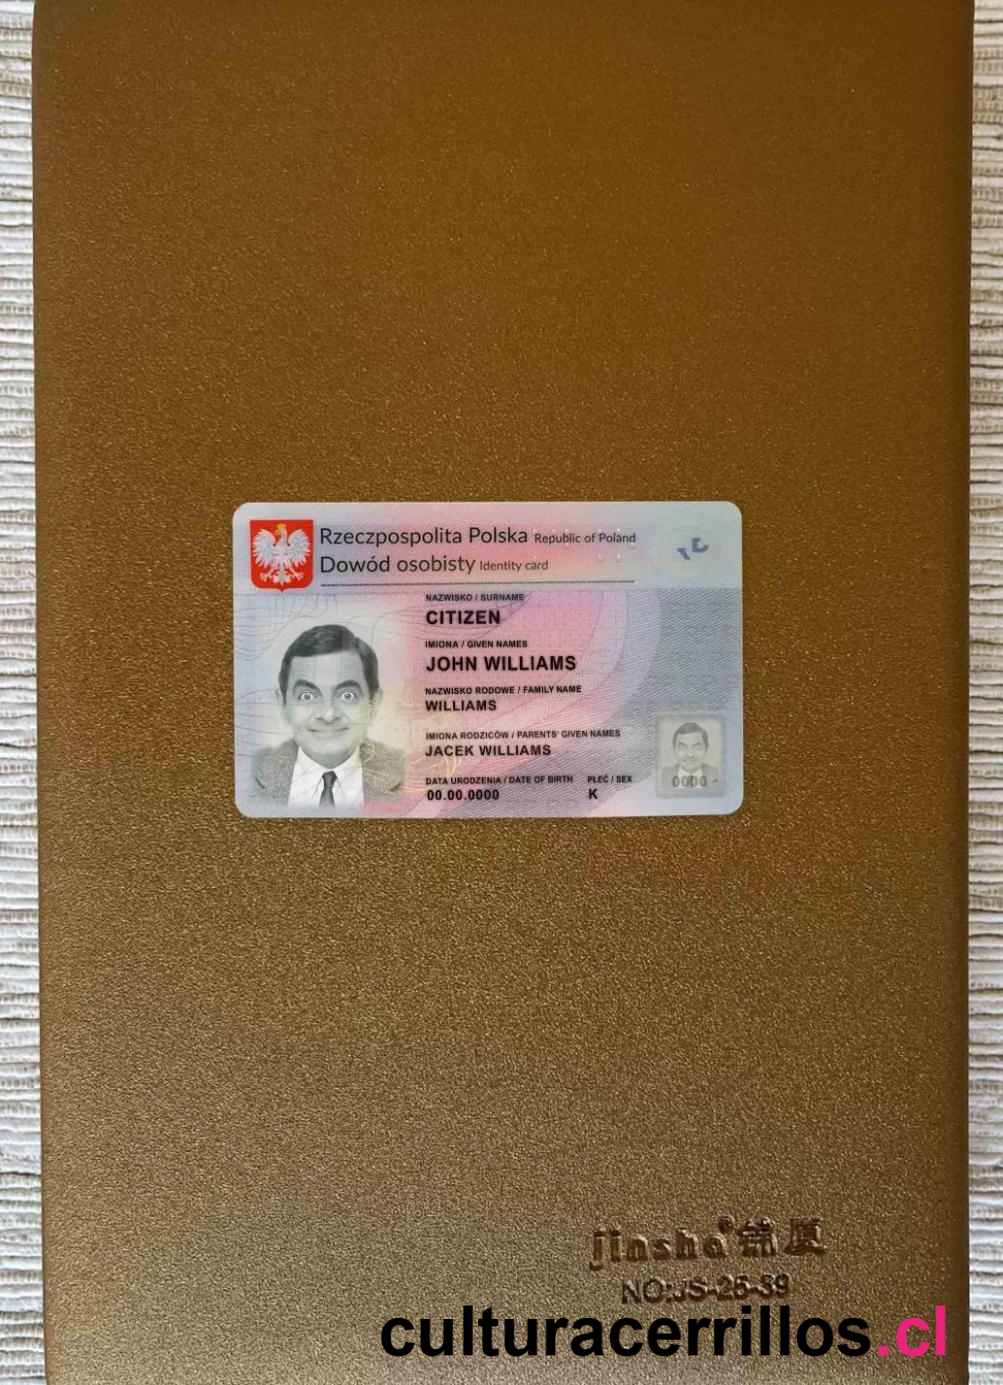 Rzeczpospolita Polska Republic of Poland
Dowód osobisty Identity card
NAZWISKO / SURNAME
CITIZEN
IMIONA / GIVEN NAMES
JOHN WILLIAMS
NAZWISKO RODOWE / FAMILY NAME
WILLIAMS
IMIONA RODZICÓW / PARENTS' GIVEN NAMES
JACEK WILLIAMS
DATA URODZENIA / DATE OF BIRTH PŁEĆ / SEX
00.00.0000 K
0000
jinsha®
NO:JS-25-39
culturacerrillos.cl